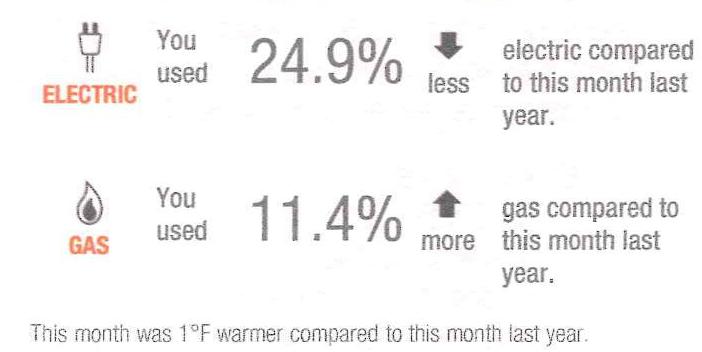 You used 24.9% less electric compared to this month last year.
ELECTRIC
You used 11.4% more gas compared to this month last year.
GAS
This month was 1°F warmer compared to this month last year.